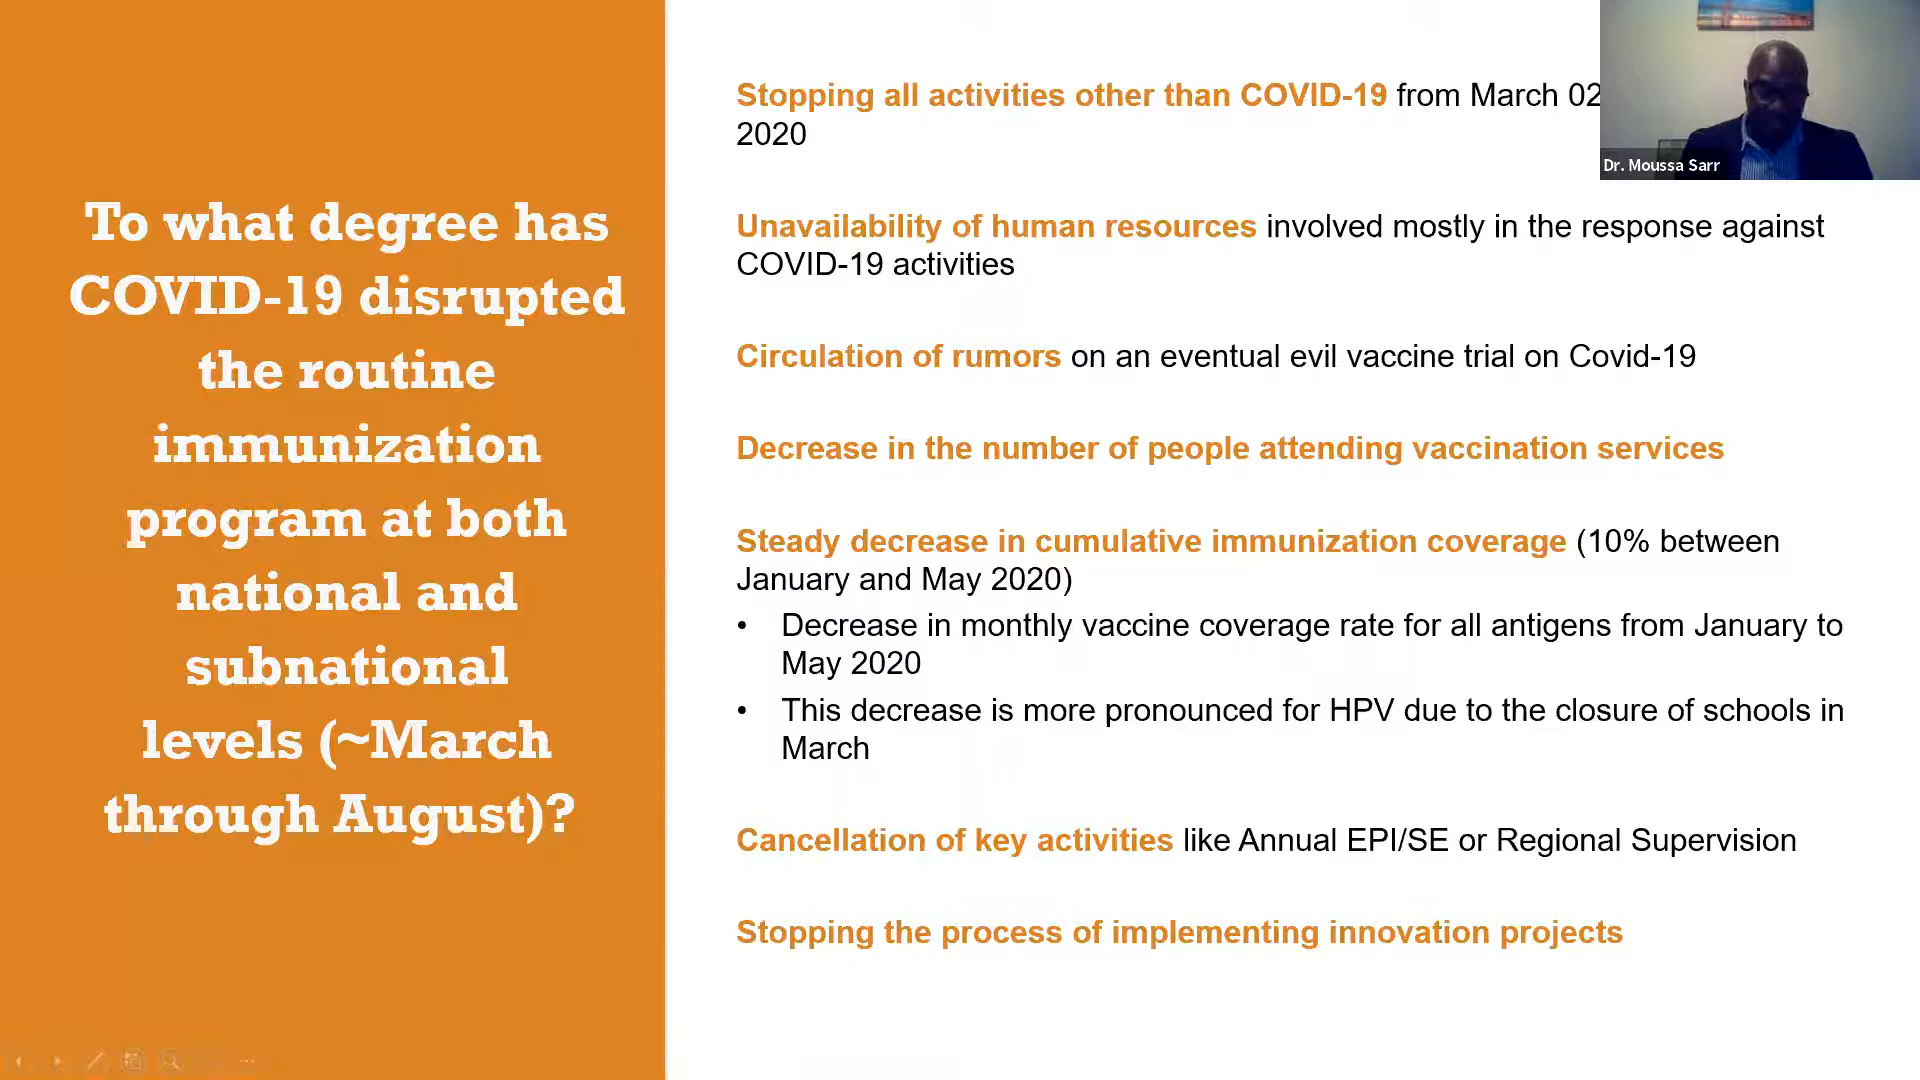 To what degree has
COVID-19 disrupted
the routine
immunization
program at both
national and
subnational
levels (~March
through August)?
Stopping all activities other than COVID-19 from March 02
2020
Unavailability of human resources involved mostly in the response against
COVID-19 activities
Circulation of rumors on an eventual evil vaccine trial on Covid-19
Decrease in the number of people attending vaccination services
Steady decrease in cumulative immunization coverage (10% between
January and May 2020)
• Decrease in monthly vaccine coverage rate for all antigens from January to
May 2020
• This decrease is more pronounced for HPV due to the closure of schools in
March
Cancellation of key activities like Annual EPI/SE or Regional Supervision
Stopping the process of implementing innovation projects
Dr. Moussa Sarr